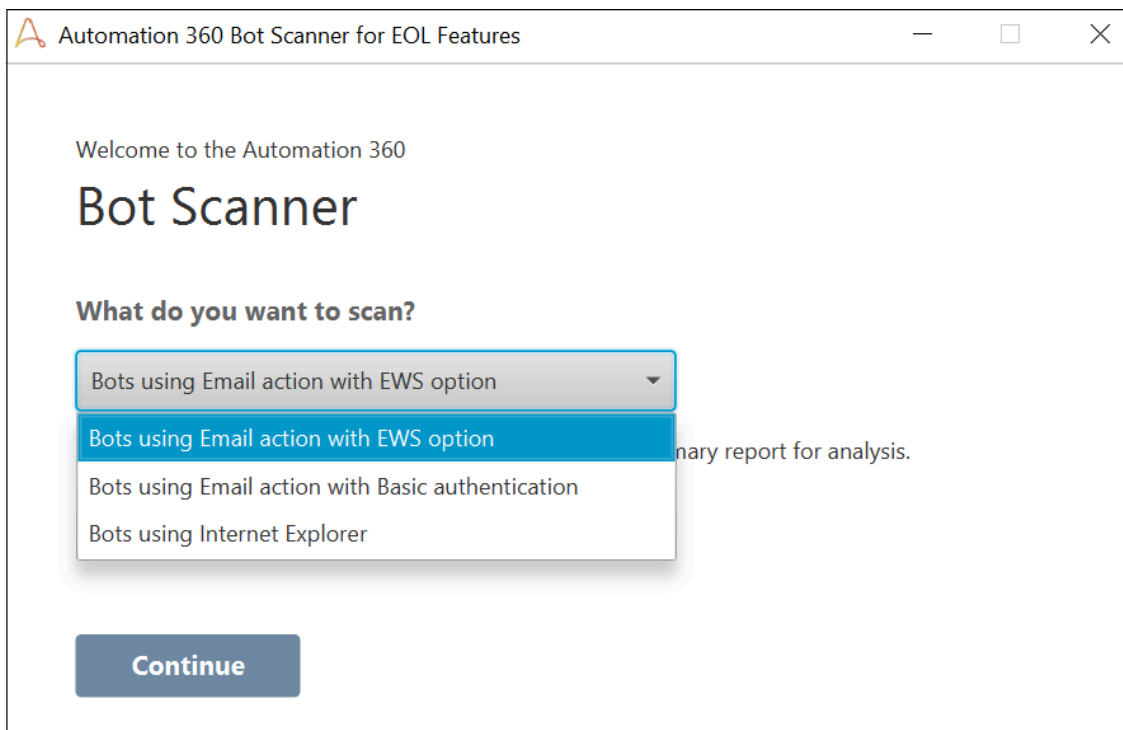 Automation 360 Bot Scanner for EOL Features
Welcome to the Automation 360
Bot Scanner
What do you want to scan?
Bots using Email action with EWS option
Bots using Email action with EWS option
report for analysis.
Bots using Email action with Basic authentication
Bots using Internet Explorer
Continue